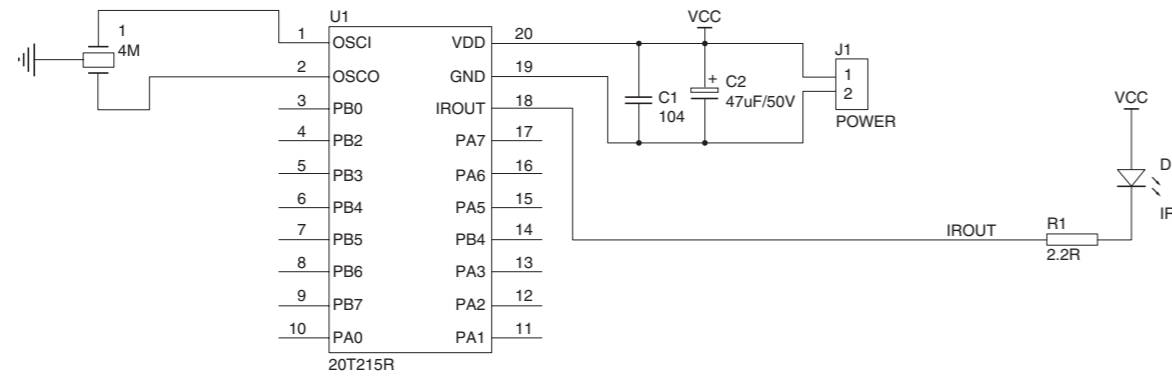 U1
1
4M
1
OSCI
2
OSCO
3
PB0
4
PB2
5
PB3
6
PB4
7
PB5
8
PB6
9
PB7
10
PA0
VDD
20
GND
19
IROUT
18
PA7
17
PA6
16
PA5
15
PB4
14
PA3
13
PA2
12
PA1
11
20T215R
VCC
C1
104
+
C2
47uF/50V
J1
1
2
POWER
VCC
D
IR
IROUT
R1
2.2R